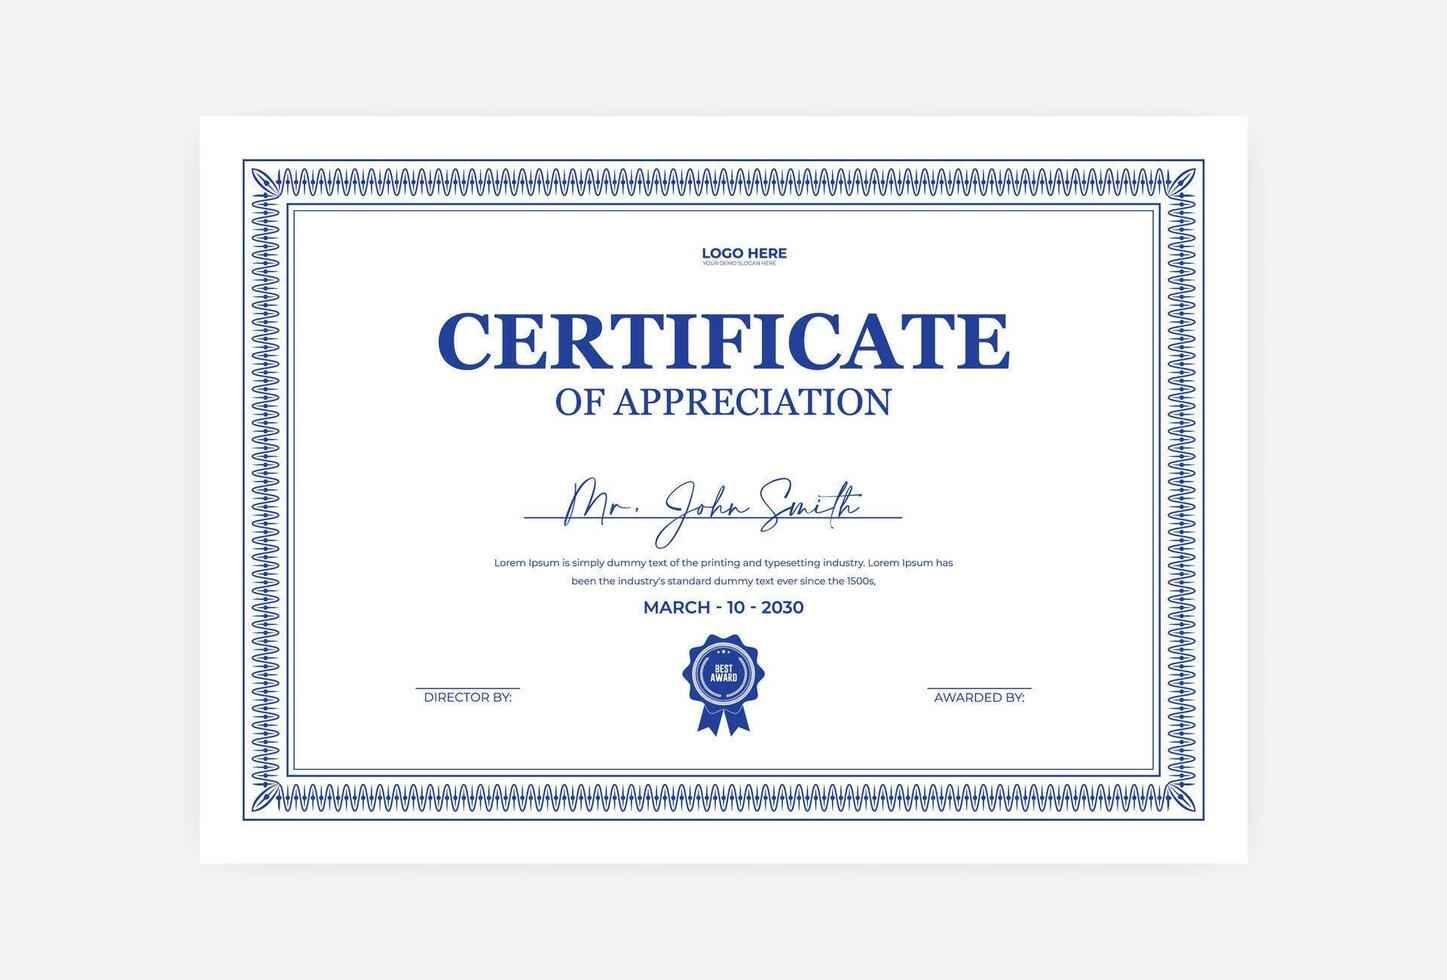 LOGO HERE
YOUR DEMO SLOGAN HERE
CERTIFICATE
OF APPRECIATION
Mr. John Smith
Lorem Ipsum is simply dummy text of the printing and typesetting industry. Lorem Ipsum has
been the industry's standard dummy text ever since the 1500s,
MARCH - 10 - 2030
BEST
AWARD
DIRECTOR BY:
AWARDED BY: